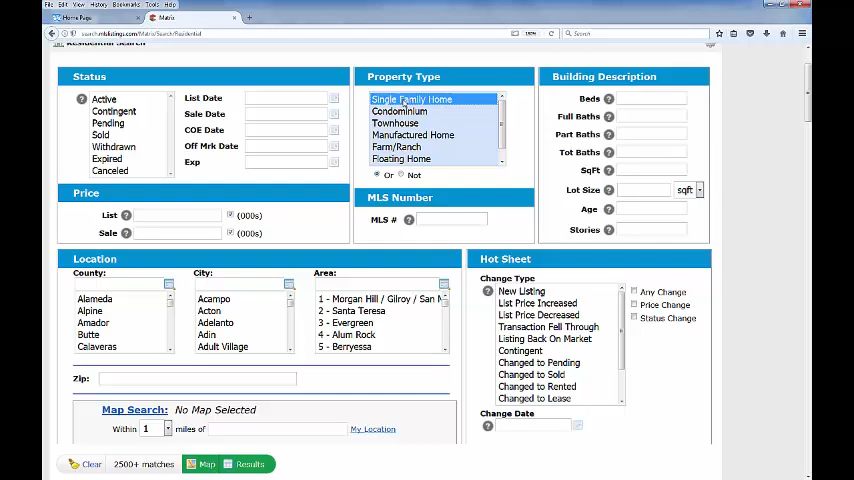 File Edit View History Bookmarks Tools Help
Home Page
Matrix
search.mlslistings.com/Matrix/Search/Residential
150%
Search
Residential Search
Status
Active
Contingent
Pending
Sold
Withdrawn
Expired
Canceled
List Date
Sale Date
COE Date
Off Mrk Date
Exp
Price
List (000s)
Sale (000s)
Property Type
Single Family Home
Condominium
Townhouse
Manufactured Home
Farm/Ranch
Floating Home
Or Not
MLS Number
MLS #
Building Description
Beds
Full Baths
Part Baths
Tot Baths
SqFt
Lot Size sqft
Age
Stories
Location
County:
Alameda
Alpine
Amador
Butte
Calaveras
City:
Acampo
Acton
Adelanto
Adin
Adult Village
Area:
1 - Morgan Hill / Gilroy / San M
2 - Santa Teresa
3 - Evergreen
4 - Alum Rock
5 - Berryessa
Zip:
Map Search: No Map Selected
Within 1 miles of My Location
Hot Sheet
Change Type
New Listing
List Price Increased
List Price Decreased
Transaction Fell Through
Listing Back On Market
Contingent
Changed to Pending
Changed to Sold
Changed to Rented
Changed to Lease
Any Change
Price Change
Status Change
Change Date
Clear 2500+ matches Map Results